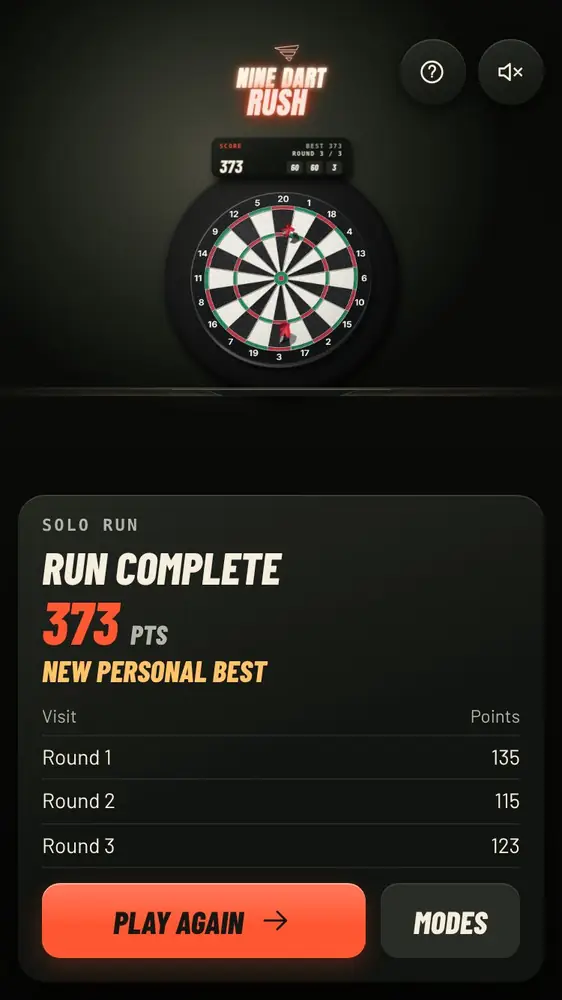 NINE DART
RUSH
SCORE
373
BEST 373
ROUND 3 / 3
60 60 3
20
1
18
4
13
6
10
15
2
17
3
19
7
16
8
11
14
9
12
5
SOLO RUN
RUN COMPLETE
373 PTS
NEW PERSONAL BEST
Visit Points
Round 1 135
Round 2 115
Round 3 123
PLAY AGAIN →
MODES